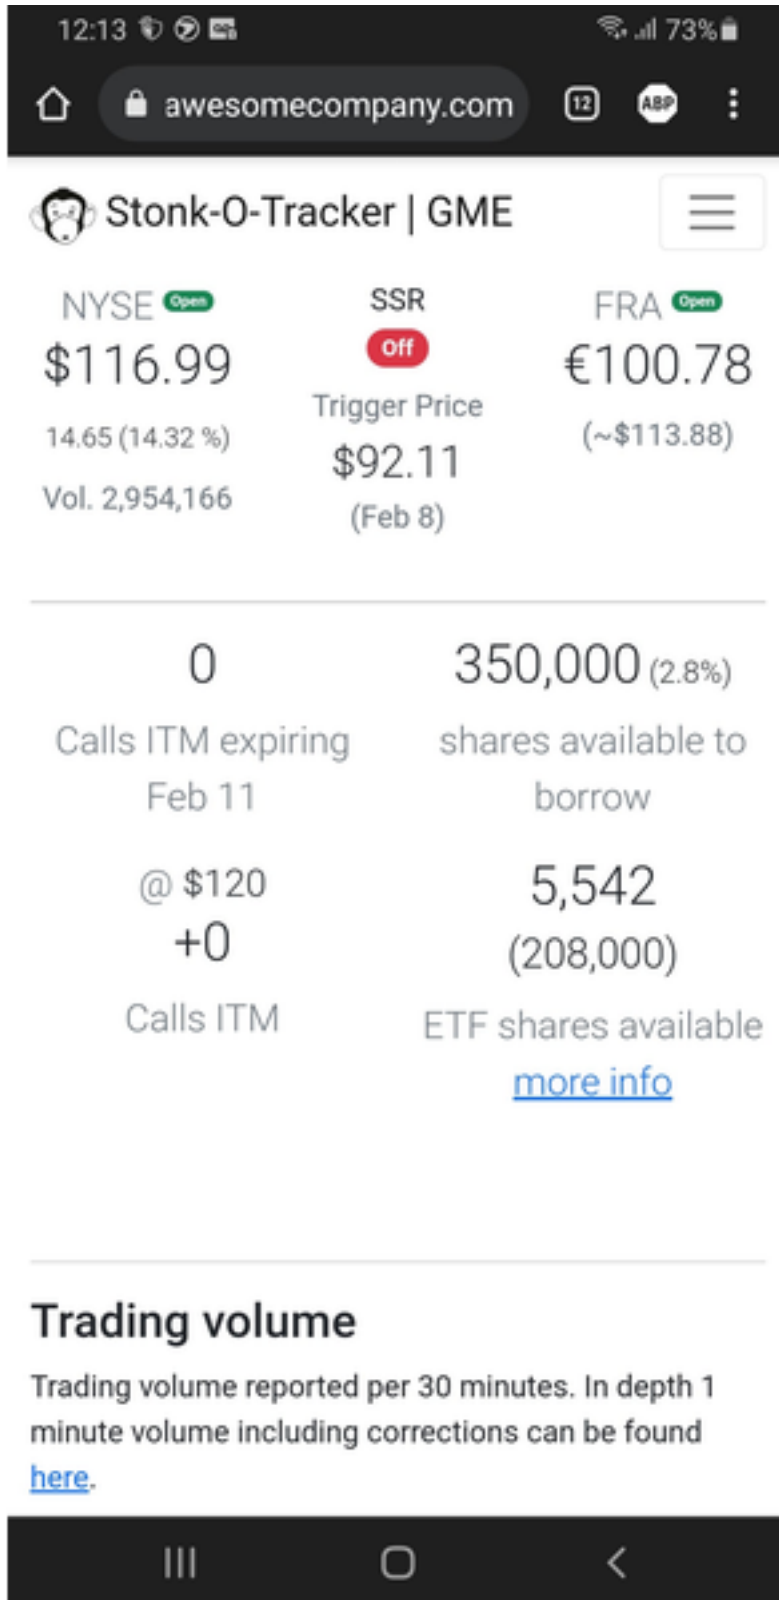 12:13
73%
awesomecompany.com
12
ABP
Stonk-O-Tracker | GME
NYSE Open
$116.99
14.65 (14.32 %)
Vol. 2,954,166
SSR
Off
Trigger Price
$92.11
(Feb 8)
FRA Open
€100.78
(~$113.88)
0
Calls ITM expiring
Feb 11
350,000 (2.8%)
shares available to
borrow
@ $120
+0
Calls ITM
5,542
(208,000)
ETF shares available
more info
Trading volume
Trading volume reported per 30 minutes. In depth 1
minute volume including corrections can be found
here.